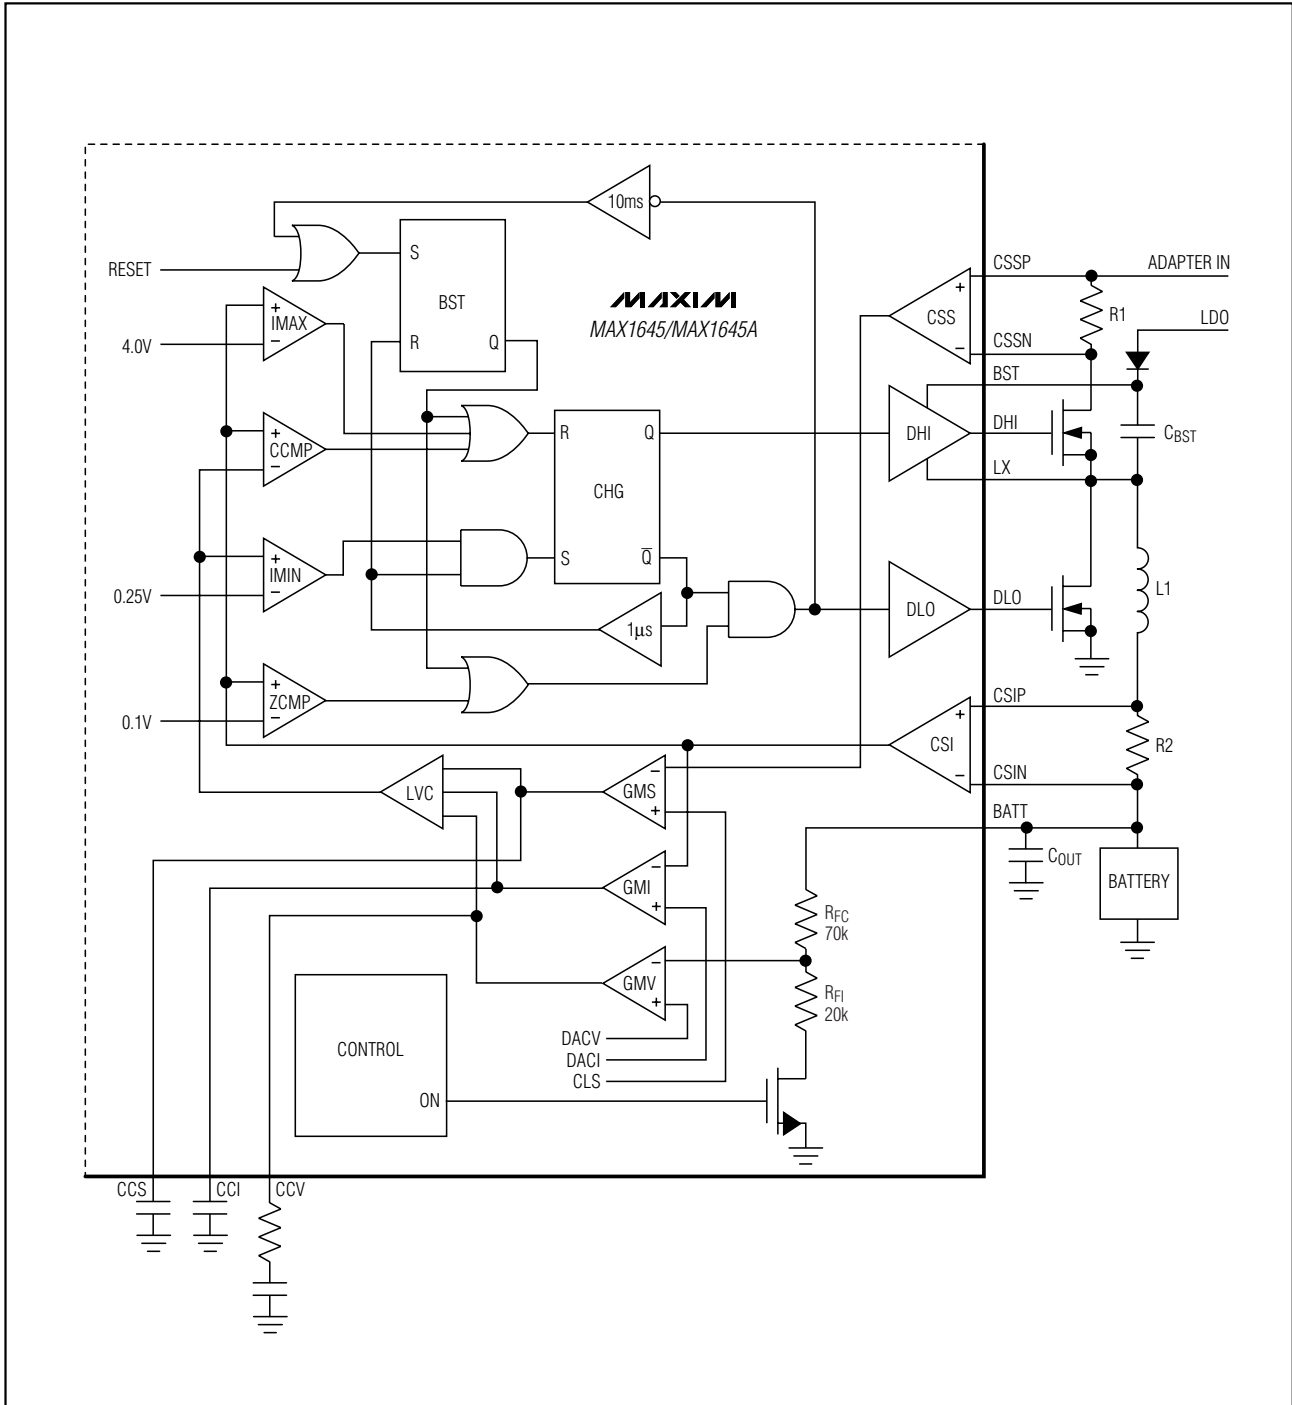 10ms
RESET
S
BST
R
Q
MAXIM
MAX1645/MAX1645A
CSSP
ADAPTER IN
+
CSS
−
R1
CSSN
LDO
+
IMAX
−
4.0V
BST
+
CCMP
−
R
Q
CHG
S
Q̅
DHI
DHI
CBST
LX
+
IMIN
−
0.25V
1µs
DLO
DLO
L1
+
ZCMP
−
0.1V
CSIP
+
CSI
−
R2
CSIN
LVC
−
GMS
+
BATT
COUT
BATTERY
−
GMI
+
RFC
70k
−
GMV
+
RFI
20k
DACV
DACI
CLS
CONTROL
ON
CCS
CCI
CCV